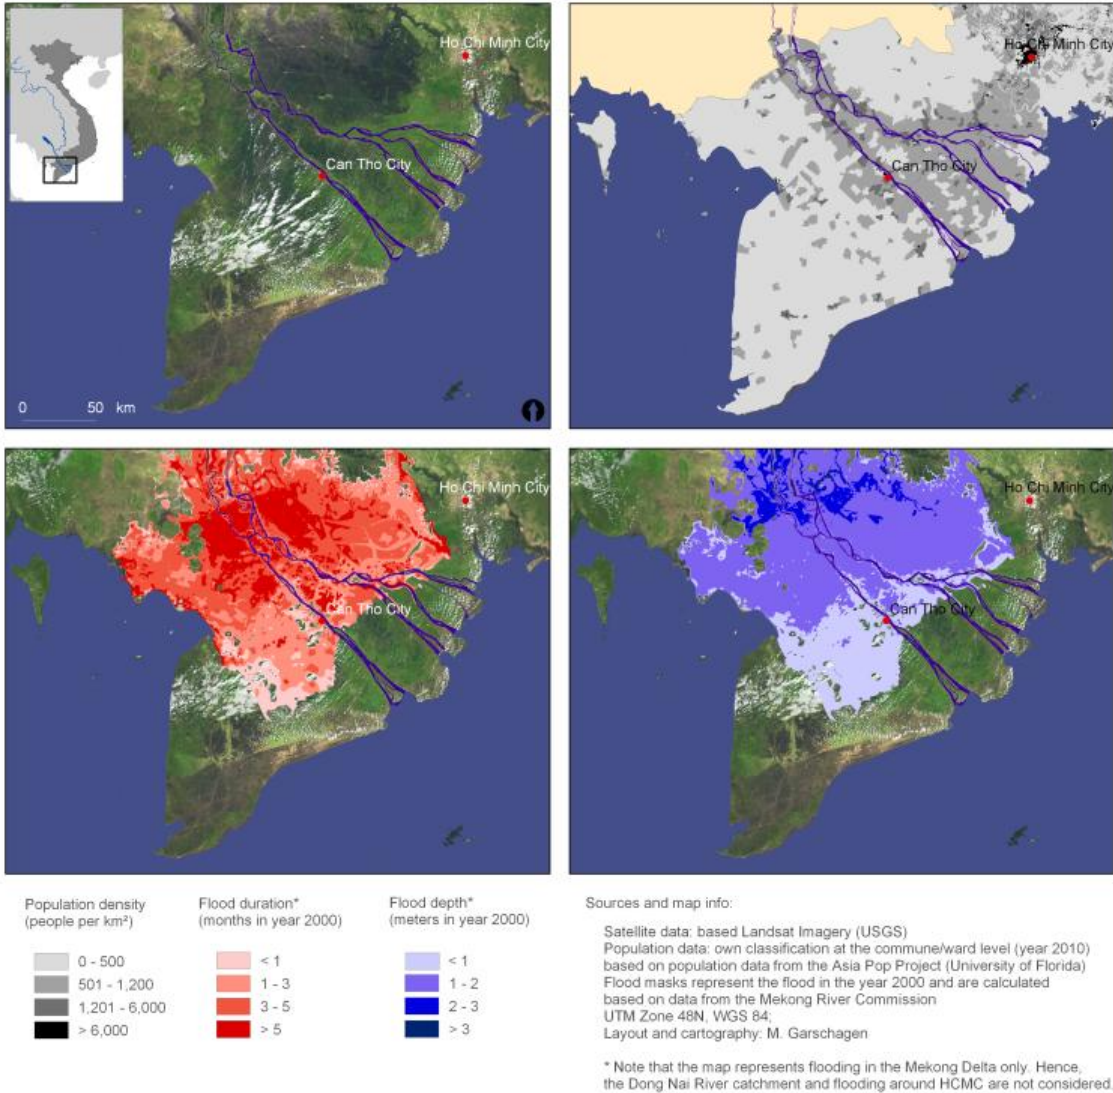 Ho Chi Minh City
Can Tho City
0 50 km
Ho Chi Minh City
Can Tho City
Ho Chi Minh City
Can Tho City
Ho Chi Minh City
Can Tho City
Population density
(people per km²)
0 - 500
501 - 1,200
1,201 - 6,000
> 6,000
Flood duration*
(months in year 2000)
< 1
1 - 3
3 - 5
> 5
Flood depth*
(meters in year 2000)
< 1
1 - 2
2 - 3
> 3
Sources and map info:
Satellite data: based Landsat Imagery (USGS)
Population data: own classification at the commune/ward level (year 2010)
based on population data from the Asia Pop Project (University of Florida)
Flood masks represent the flood in the year 2000 and are calculated
based on data from the Mekong River Commission
UTM Zone 48N, WGS 84;
Layout and cartography: M. Garschagen
* Note that the map represents flooding in the Mekong Delta only. Hence,
the Dong Nai River catchment and flooding around HCMC are not considered.